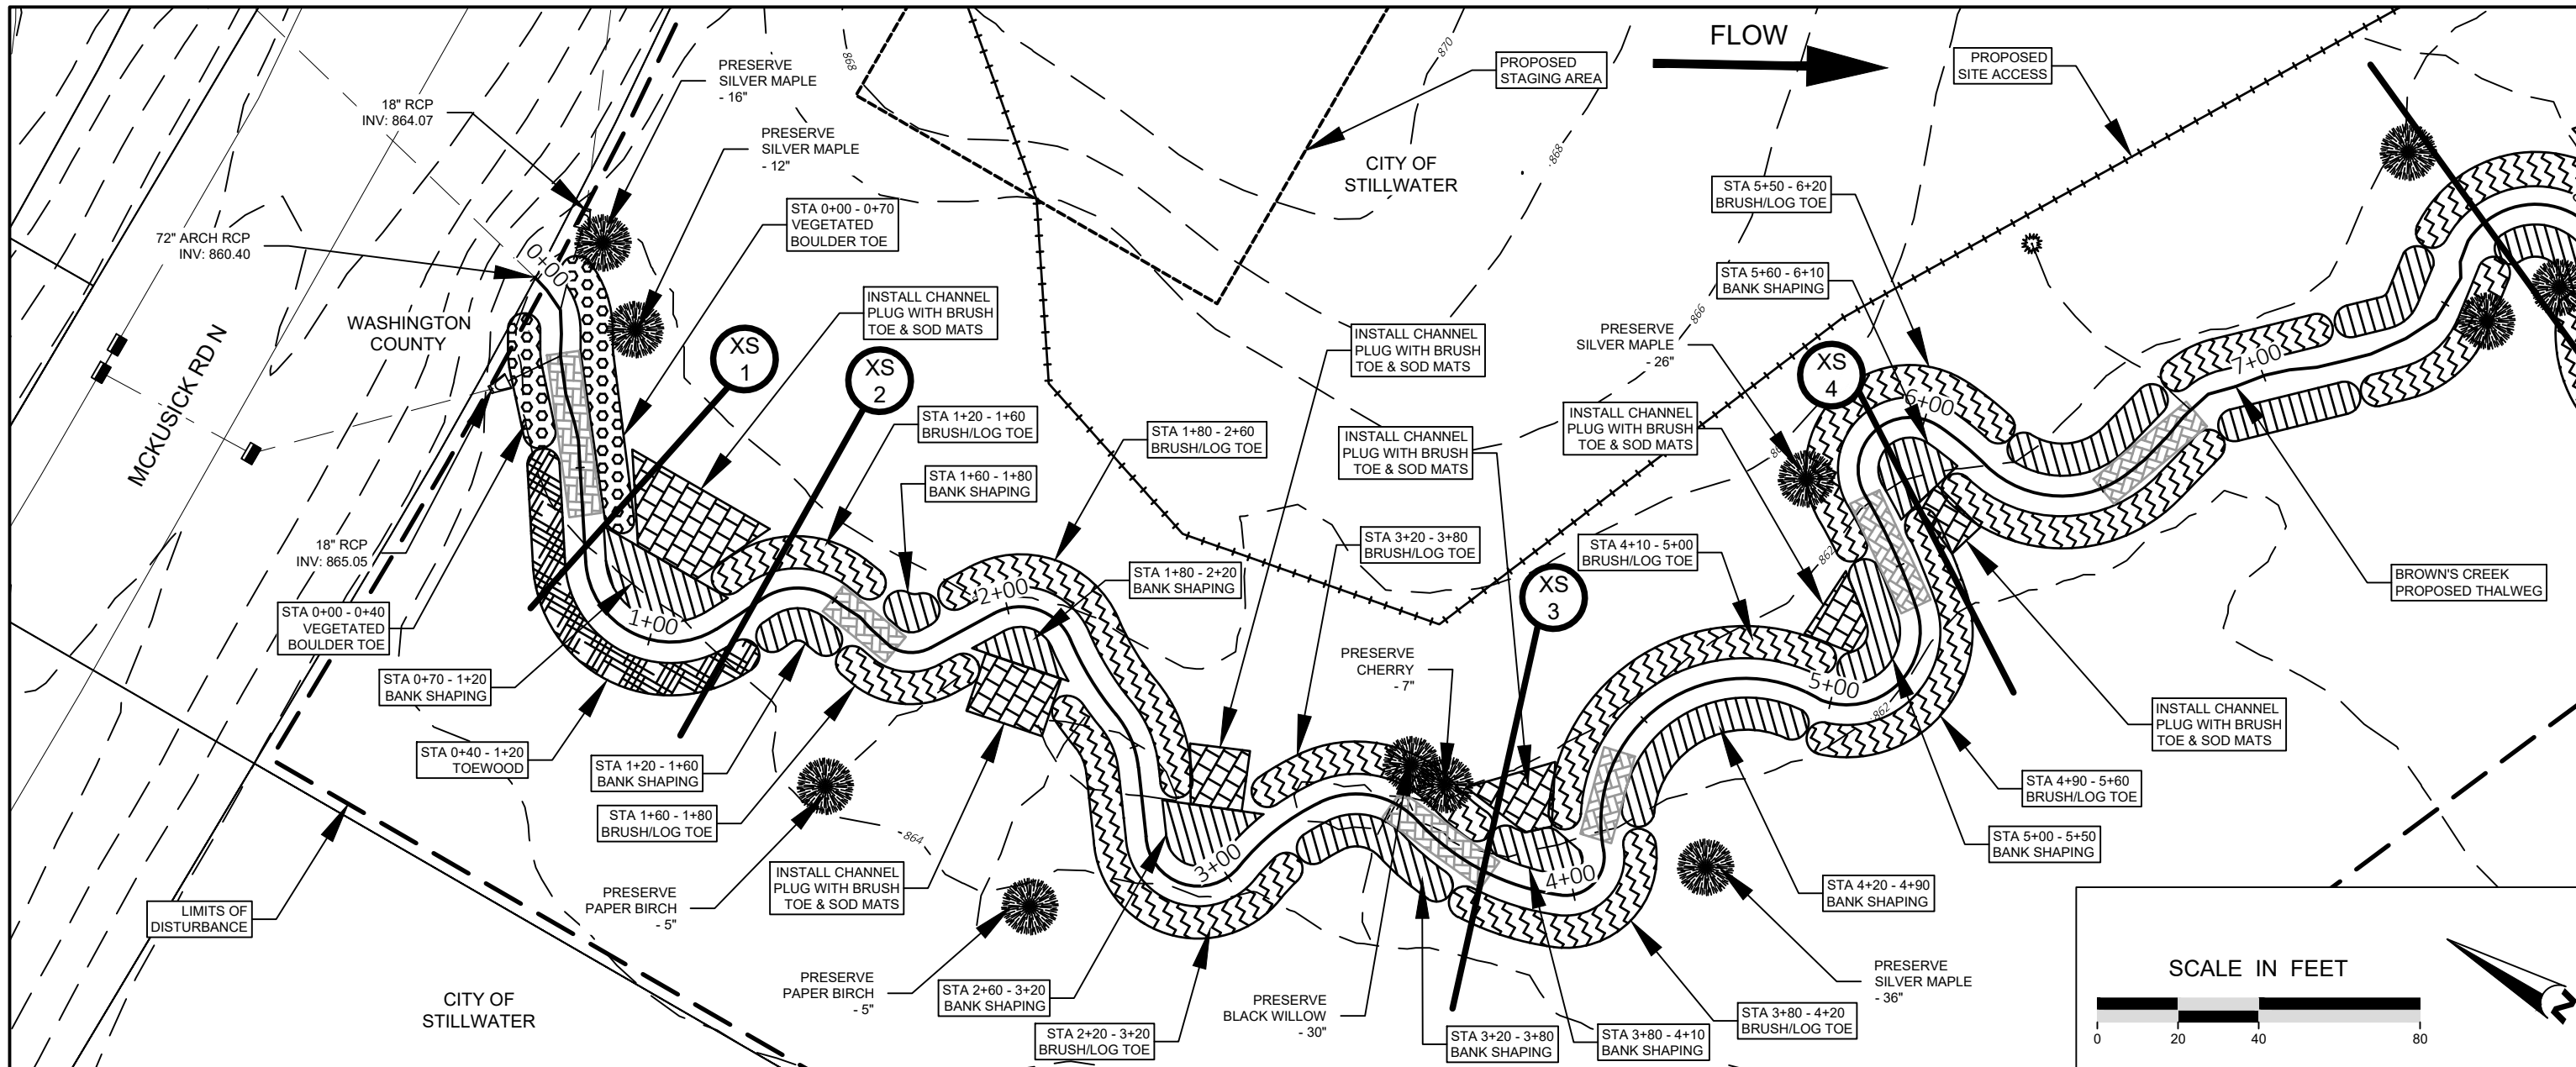 FLOW
PRESERVE
SILVER MAPLE
- 16"
18" RCP
INV: 864.07
PRESERVE
SILVER MAPLE
- 12"
868
870
PROPOSED
STAGING AREA
PROPOSED
SITE ACCESS
CITY OF
STILLWATER
868
STA 5+50 - 6+20
BRUSH/LOG TOE
STA 0+00 - 0+70
VEGETATED
BOULDER TOE
72" ARCH RCP
INV: 860.40
0+00
STA 5+60 - 6+10
BANK SHAPING
WASHINGTON
COUNTY
INSTALL CHANNEL
PLUG WITH BRUSH
TOE & SOD MATS
INSTALL CHANNEL
PLUG WITH BRUSH
TOE & SOD MATS
866
PRESERVE
SILVER MAPLE
- 26"
MCKUSICK RD N
XS
1
XS
2
XS
4
7+00
6+00
STA 1+20 - 1+60
BRUSH/LOG TOE
STA 1+80 - 2+60
BRUSH/LOG TOE
INSTALL CHANNEL
PLUG WITH BRUSH
TOE & SOD MATS
INSTALL CHANNEL
PLUG WITH BRUSH
TOE & SOD MATS
STA 1+60 - 1+80
BANK SHAPING
18" RCP
INV: 865.05
STA 3+20 - 3+80
BRUSH/LOG TOE
STA 4+10 - 5+00
BRUSH/LOG TOE
862
STA 1+80 - 2+20
BANK SHAPING
2+00
XS
3
BROWN'S CREEK
PROPOSED THALWEG
STA 0+00 - 0+40
VEGETATED
BOULDER TOE
1+00
PRESERVE
CHERRY
- 7"
STA 0+70 - 1+20
BANK SHAPING
5+00
862
INSTALL CHANNEL
PLUG WITH BRUSH
TOE & SOD MATS
STA 0+40 - 1+20
TOEWOOD
STA 1+20 - 1+60
BANK SHAPING
STA 4+90 - 5+60
BRUSH/LOG TOE
STA 1+60 - 1+80
BRUSH/LOG TOE
864
STA 5+00 - 5+50
BANK SHAPING
3+00
4+00
INSTALL CHANNEL
PLUG WITH BRUSH
TOE & SOD MATS
PRESERVE
PAPER BIRCH
- 5"
STA 4+20 - 4+90
BANK SHAPING
LIMITS OF
DISTURBANCE
PRESERVE
PAPER BIRCH
- 5"
STA 2+60 - 3+20
BANK SHAPING
PRESERVE
SILVER MAPLE
- 36"
CITY OF
STILLWATER
PRESERVE
BLACK WILLOW
- 30"
STA 2+20 - 3+20
BRUSH/LOG TOE
STA 3+20 - 3+80
BANK SHAPING
STA 3+80 - 4+10
BANK SHAPING
STA 3+80 - 4+20
BRUSH/LOG TOE
SCALE IN FEET
0 20 40 80